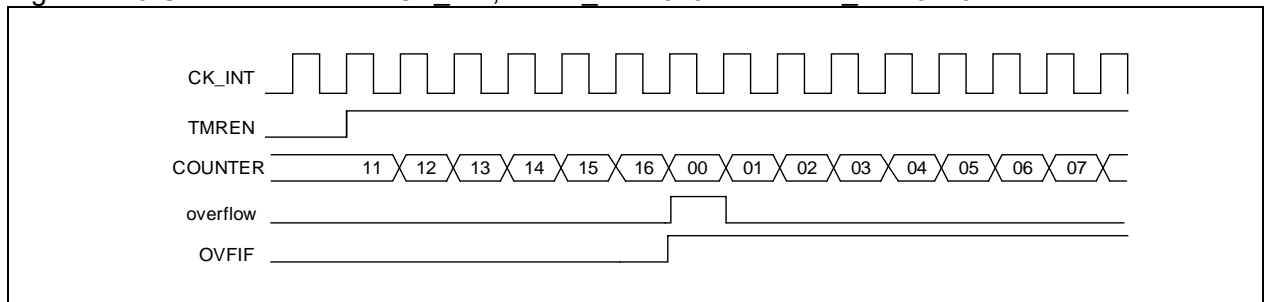 CK_INT
TMREN
COUNTER 11 12 13 14 15 16 00 01 02 03 04 05 06 07
overflow
OVFIF